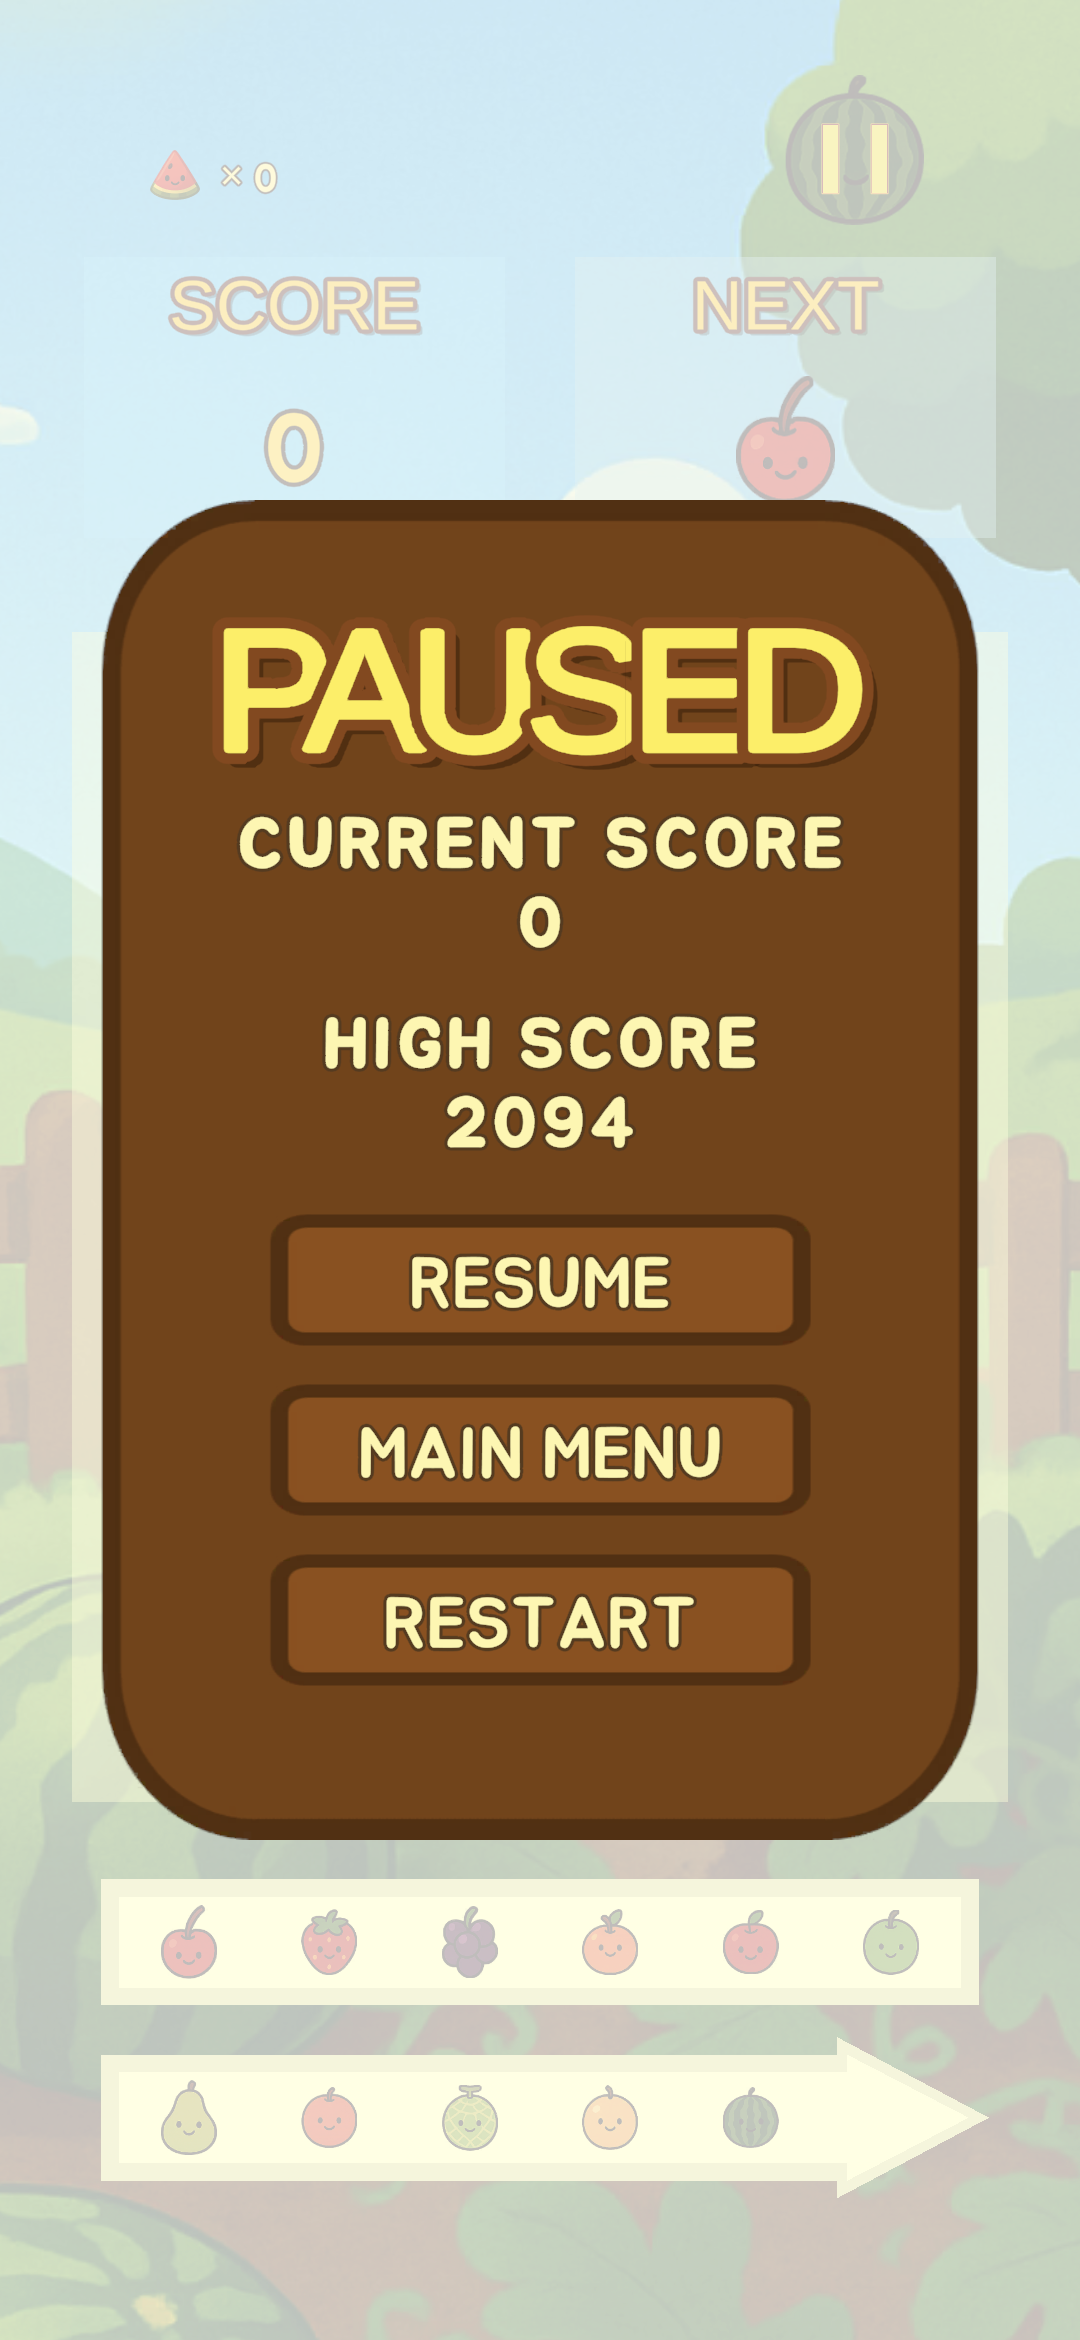 × 0
SCORE
NEXT
0
PAUSED
CURRENT SCORE
0
HIGH SCORE
2094
RESUME
MAIN MENU
RESTART